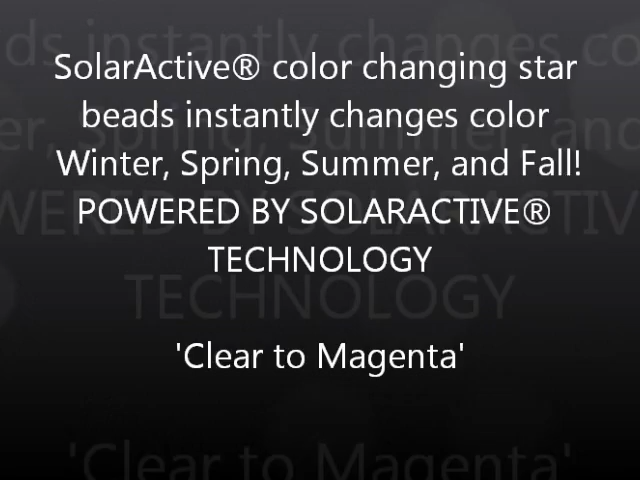 SolarActive® color changing star
beads instantly changes color
Winter, Spring, Summer, and Fall!
POWERED BY SOLARACTIVE®
TECHNOLOGY
'Clear to Magenta'